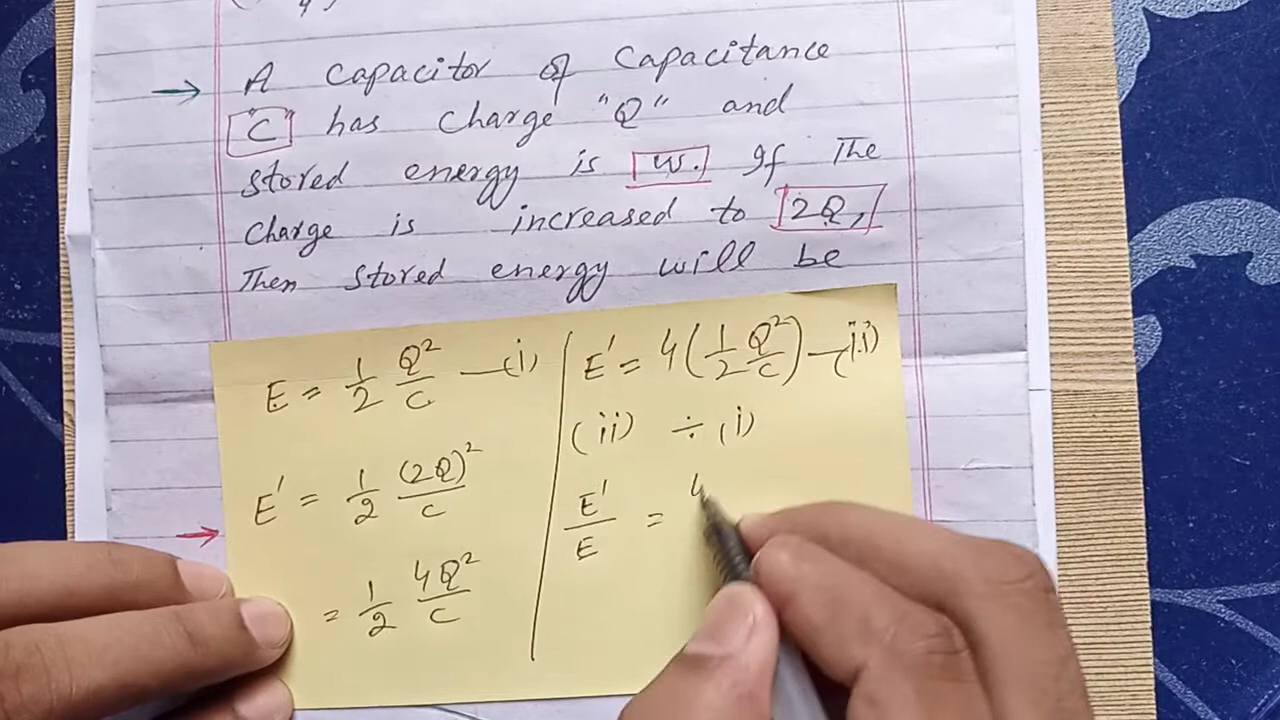 → A capacitor of capacitance
"C" has charge "Q" and
stored energy is W. If The
charge is increased to 2Q,
Then stored energy will be
E = 1/2 Q²/C —(i)
E' = 1/2 (2Q)²/C
= 1/2 4Q²/C
E' = 4(1/2 Q²/C) —(ii)
(ii) ÷ (i)
E'/E = 4